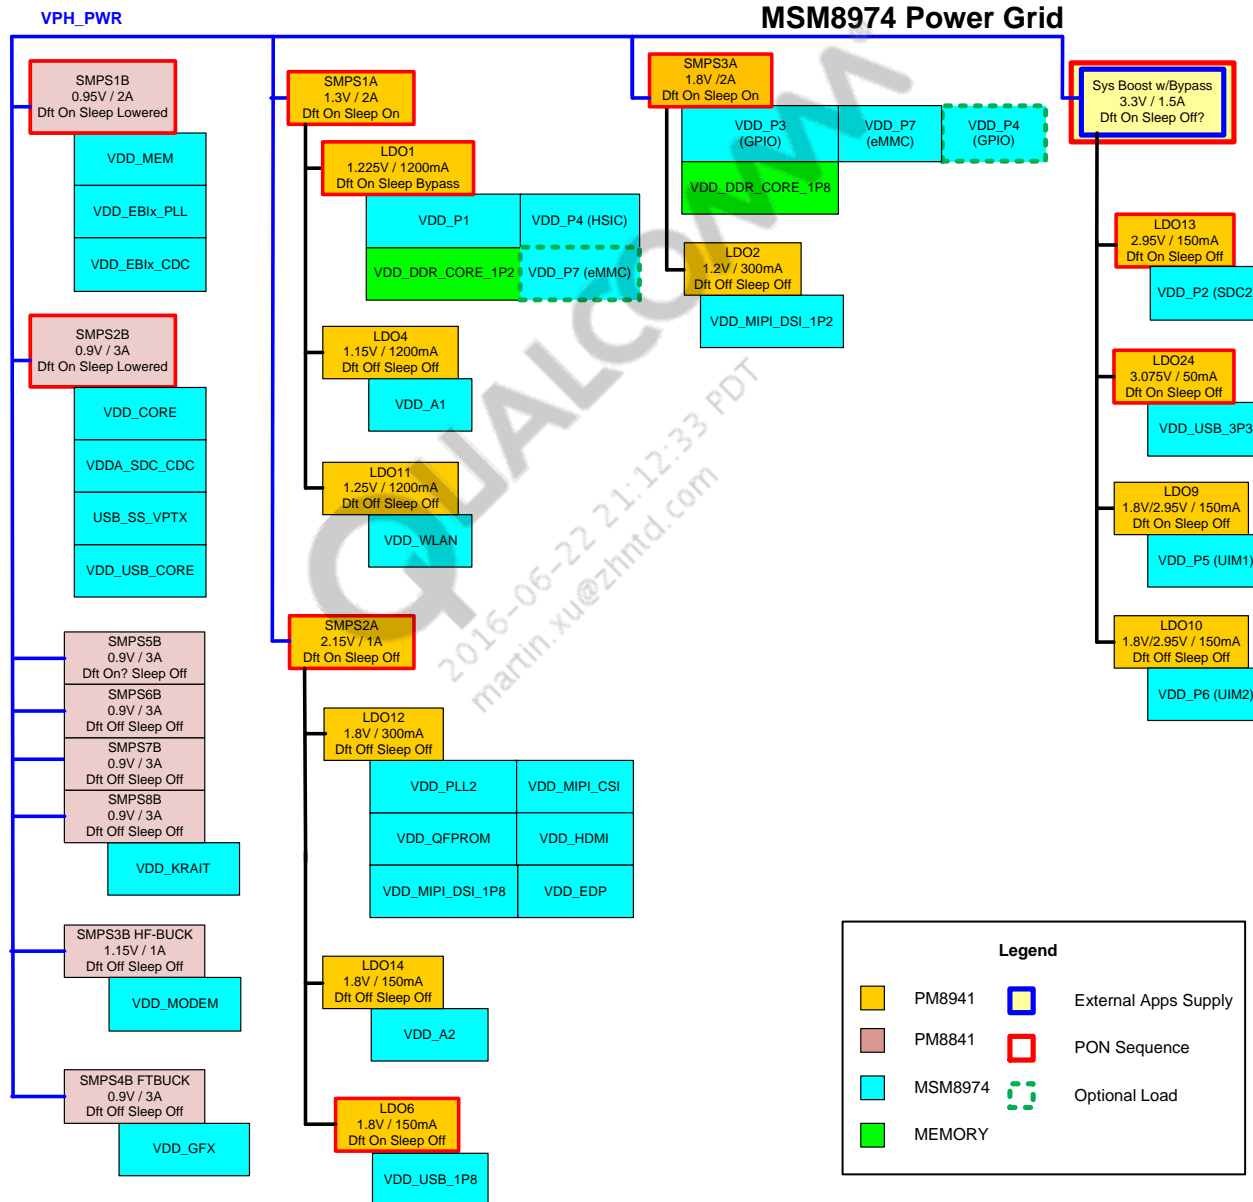 VPH_PWR
MSM8974 Power Grid
SMPS1B
0.95V / 2A
Dft On Sleep Lowered
VDD_MEM
VDD_EBIx_PLL
VDD_EBIx_CDC
SMPS2B
0.9V / 3A
Dft On Sleep Lowered
VDD_CORE
VDDA_SDC_CDC
USB_SS_VPTX
VDD_USB_CORE
SMPS5B
0.9V / 3A
Dft On? Sleep Off
SMPS6B
0.9V / 3A
Dft Off Sleep Off
SMPS7B
0.9V / 3A
Dft Off Sleep Off
SMPS8B
0.9V / 3A
Dft Off Sleep Off
VDD_KRAIT
SMPS3B HF-BUCK
1.15V / 1A
Dft Off Sleep Off
VDD_MODEM
SMPS4B FTBUCK
0.9V / 3A
Dft Off Sleep Off
VDD_GFX
SMPS1A
1.3V / 2A
Dft On Sleep On
LDO1
1.225V / 1200mA
Dft On Sleep Bypass
VDD_P1
VDD_P4 (HSIC)
VDD_DDR_CORE_1P2
VDD_P7 (eMMC)
LDO4
1.15V / 1200mA
Dft Off Sleep Off
VDD_A1
LDO11
1.25V / 1200mA
Dft Off Sleep Off
VDD_WLAN
SMPS2A
2.15V / 1A
Dft On Sleep Off
LDO12
1.8V / 300mA
Dft Off Sleep Off
VDD_PLL2
VDD_MIPI_CSI
VDD_QFPROM
VDD_HDMI
VDD_MIPI_DSI_1P8
VDD_EDP
LDO14
1.8V / 150mA
Dft Off Sleep Off
VDD_A2
LDO6
1.8V / 150mA
Dft On Sleep Off
VDD_USB_1P8
SMPS3A
1.8V /2A
Dft On Sleep On
VDD_P3
(GPIO)
VDD_P7
(eMMC)
VDD_P4
(GPIO)
VDD_DDR_CORE_1P8
LDO2
1.2V / 300mA
Dft Off Sleep Off
VDD_MIPI_DSI_1P2
Sys Boost w/Bypass
3.3V / 1.5A
Dft On Sleep Off?
LDO13
2.95V / 150mA
Dft On Sleep Off
VDD_P2 (SDC2
LDO24
3.075V / 50mA
Dft On Sleep Off
VDD_USB_3P3
LDO9
1.8V/2.95V / 150mA
Dft On Sleep Off
VDD_P5 (UIM1)
LDO10
1.8V/2.95V / 150mA
Dft Off Sleep Off
VDD_P6 (UIM2)
QUALCOMM®
2016-06-22 21:12:33 PDT
martin.xu@zhntd.com
Legend
PM8941
External Apps Supply
PM8841
PON Sequence
MSM8974
Optional Load
MEMORY